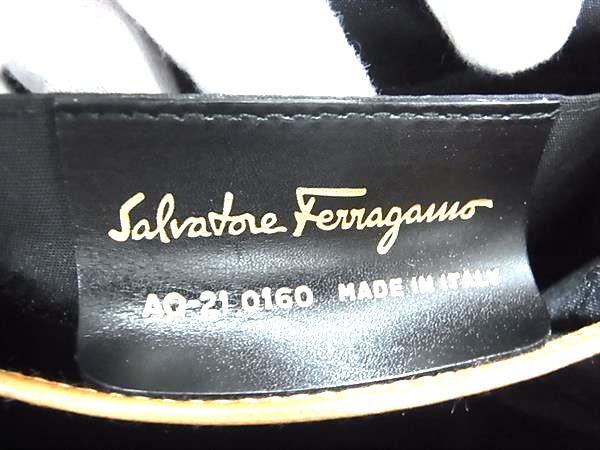 Salvatore Ferragamo
AQ-21 0160 MADE IN ITALY